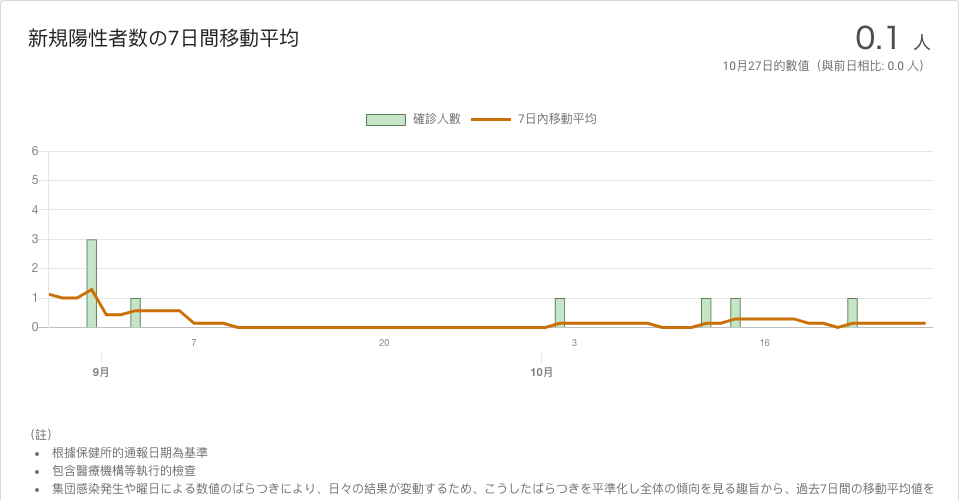 新規陽性者数の7日間移動平均
0.1 人
10月27日的數值（與前日相比: 0.0 人）
確診人數 7日內移動平均
6
5
4
3
2
1
0
7 20 3 16
9月 10月
（註）
• 根據保健所的通報日期為基準
• 包含醫療機構等執行的檢查
• 集団感染発生や曜日による数値のばらつきにより、日々の結果が変動するため、こうしたばらつきを平準化し全体の傾向を見る趣旨から、過去7日間の移動平均値を